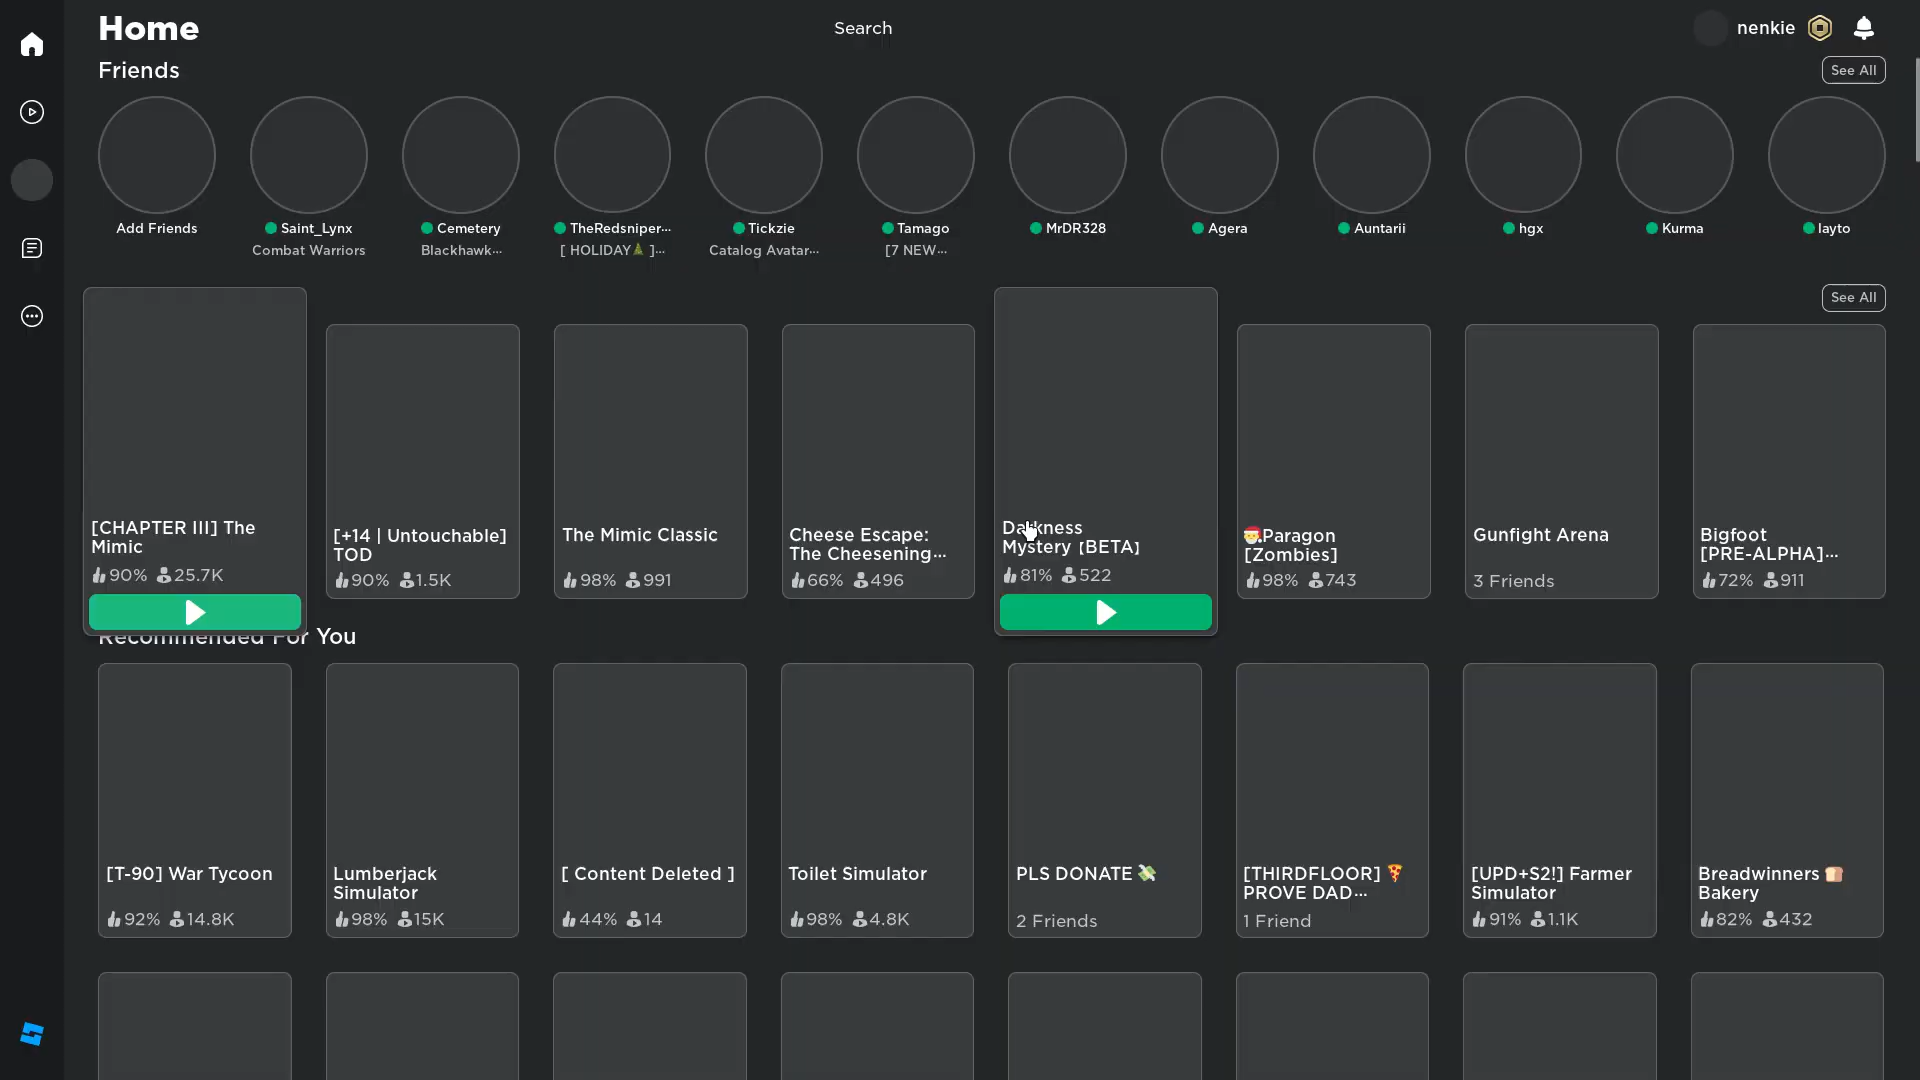 Home
Search
nenkie
Friends
See All
Add Friends
Saint_Lynx
Combat Warriors
Cemetery
Blackhawk...
TheRedsniper...
[ HOLIDAY🎄 ]...
Tickzie
Catalog Avatar...
Tamago
[7 NEW...
MrDR328
Agera
Auntarii
hgx
Kurma
layto
See All
[CHAPTER III] The
Mimic
90% 25.7K
[+14 | Untouchable]
TOD
90% 1.5K
The Mimic Classic
98% 991
Cheese Escape:
The Cheesening...
66% 496
Darkness
Mystery [BETA]
81% 522
🎅Paragon
[Zombies]
98% 743
Gunfight Arena
3 Friends
Bigfoot
[PRE-ALPHA]...
72% 911
Recommended For You
[T-90] War Tycoon
92% 14.8K
Lumberjack
Simulator
98% 15K
[ Content Deleted ]
44% 14
Toilet Simulator
98% 4.8K
PLS DONATE 💸
2 Friends
[THIRDFLOOR] 🍕
PROVE DAD...
1 Friend
[UPD+S2!] Farmer
Simulator
91% 1.1K
Breadwinners 🍞
Bakery
82% 432